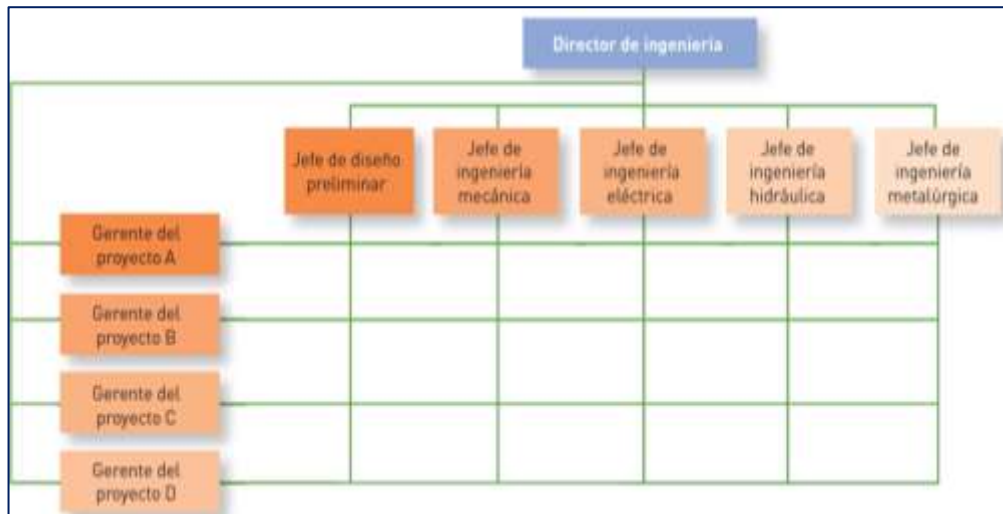 Director de ingeniería
Jefe de diseño
preliminar
Jefe de
ingeniería
mecánica
Jefe de
ingeniería
eléctrica
Jefe de
ingeniería
hidráulica
Jefe de
ingeniería
metalúrgica
Gerente del
proyecto A
Gerente del
proyecto B
Gerente del
proyecto C
Gerente del
proyecto D